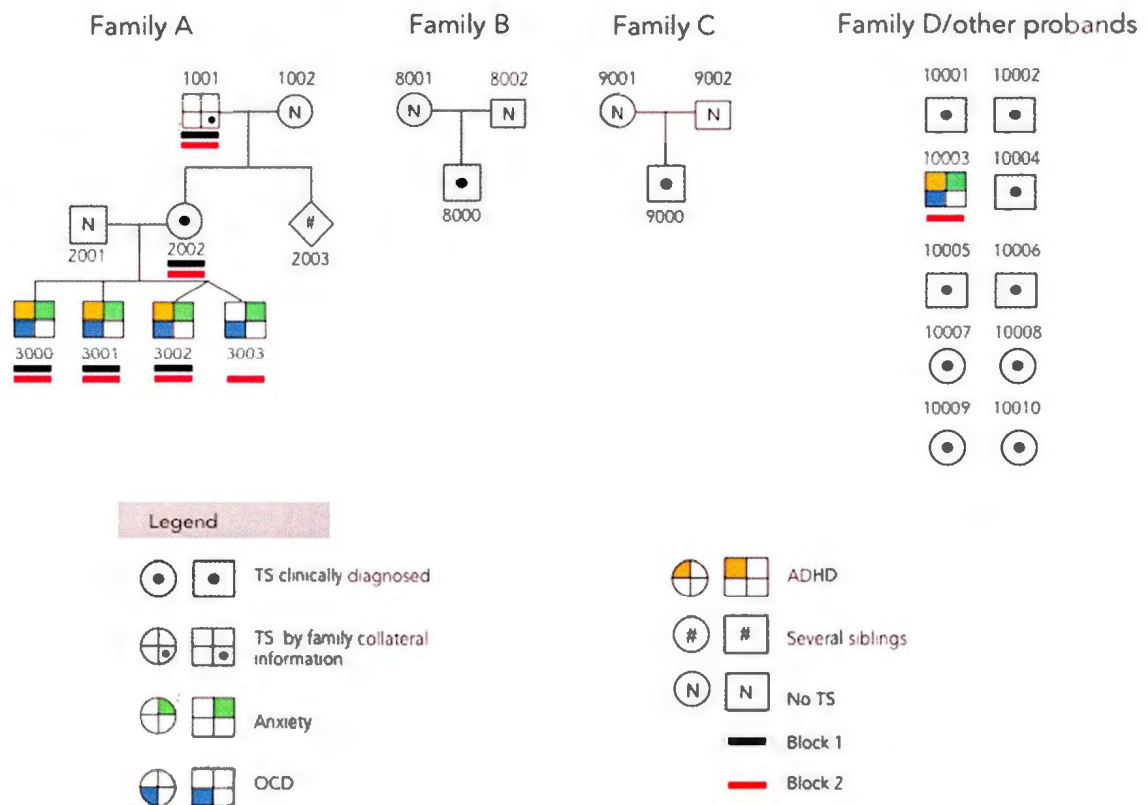 Family A
Family B
Family C
Family D/other probands
1001 1002
N
8001 8002
N N
8000
9001 9002
N N
9000
10001 10002
10003 10004
10005 10006
10007 10008
10009 10010
N
2001
2002
#
2003
3000 3001 3002 3003
Legend
TS clinically diagnosed
TS by family collateral
information
Anxiety
OCD
ADHD
# # Several siblings
N N No TS
Block 1
Block 2